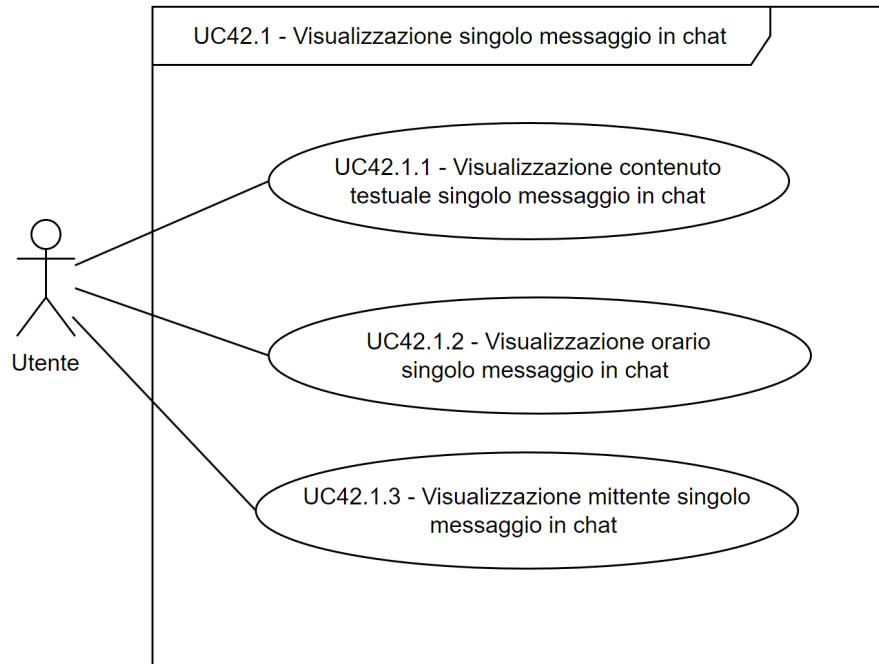 UC42.1 - Visualizzazione singolo messaggio in chat
UC42.1.1 - Visualizzazione contenuto
testuale singolo messaggio in chat
UC42.1.2 - Visualizzazione orario
singolo messaggio in chat
Utente
UC42.1.3 - Visualizzazione mittente singolo
messaggio in chat